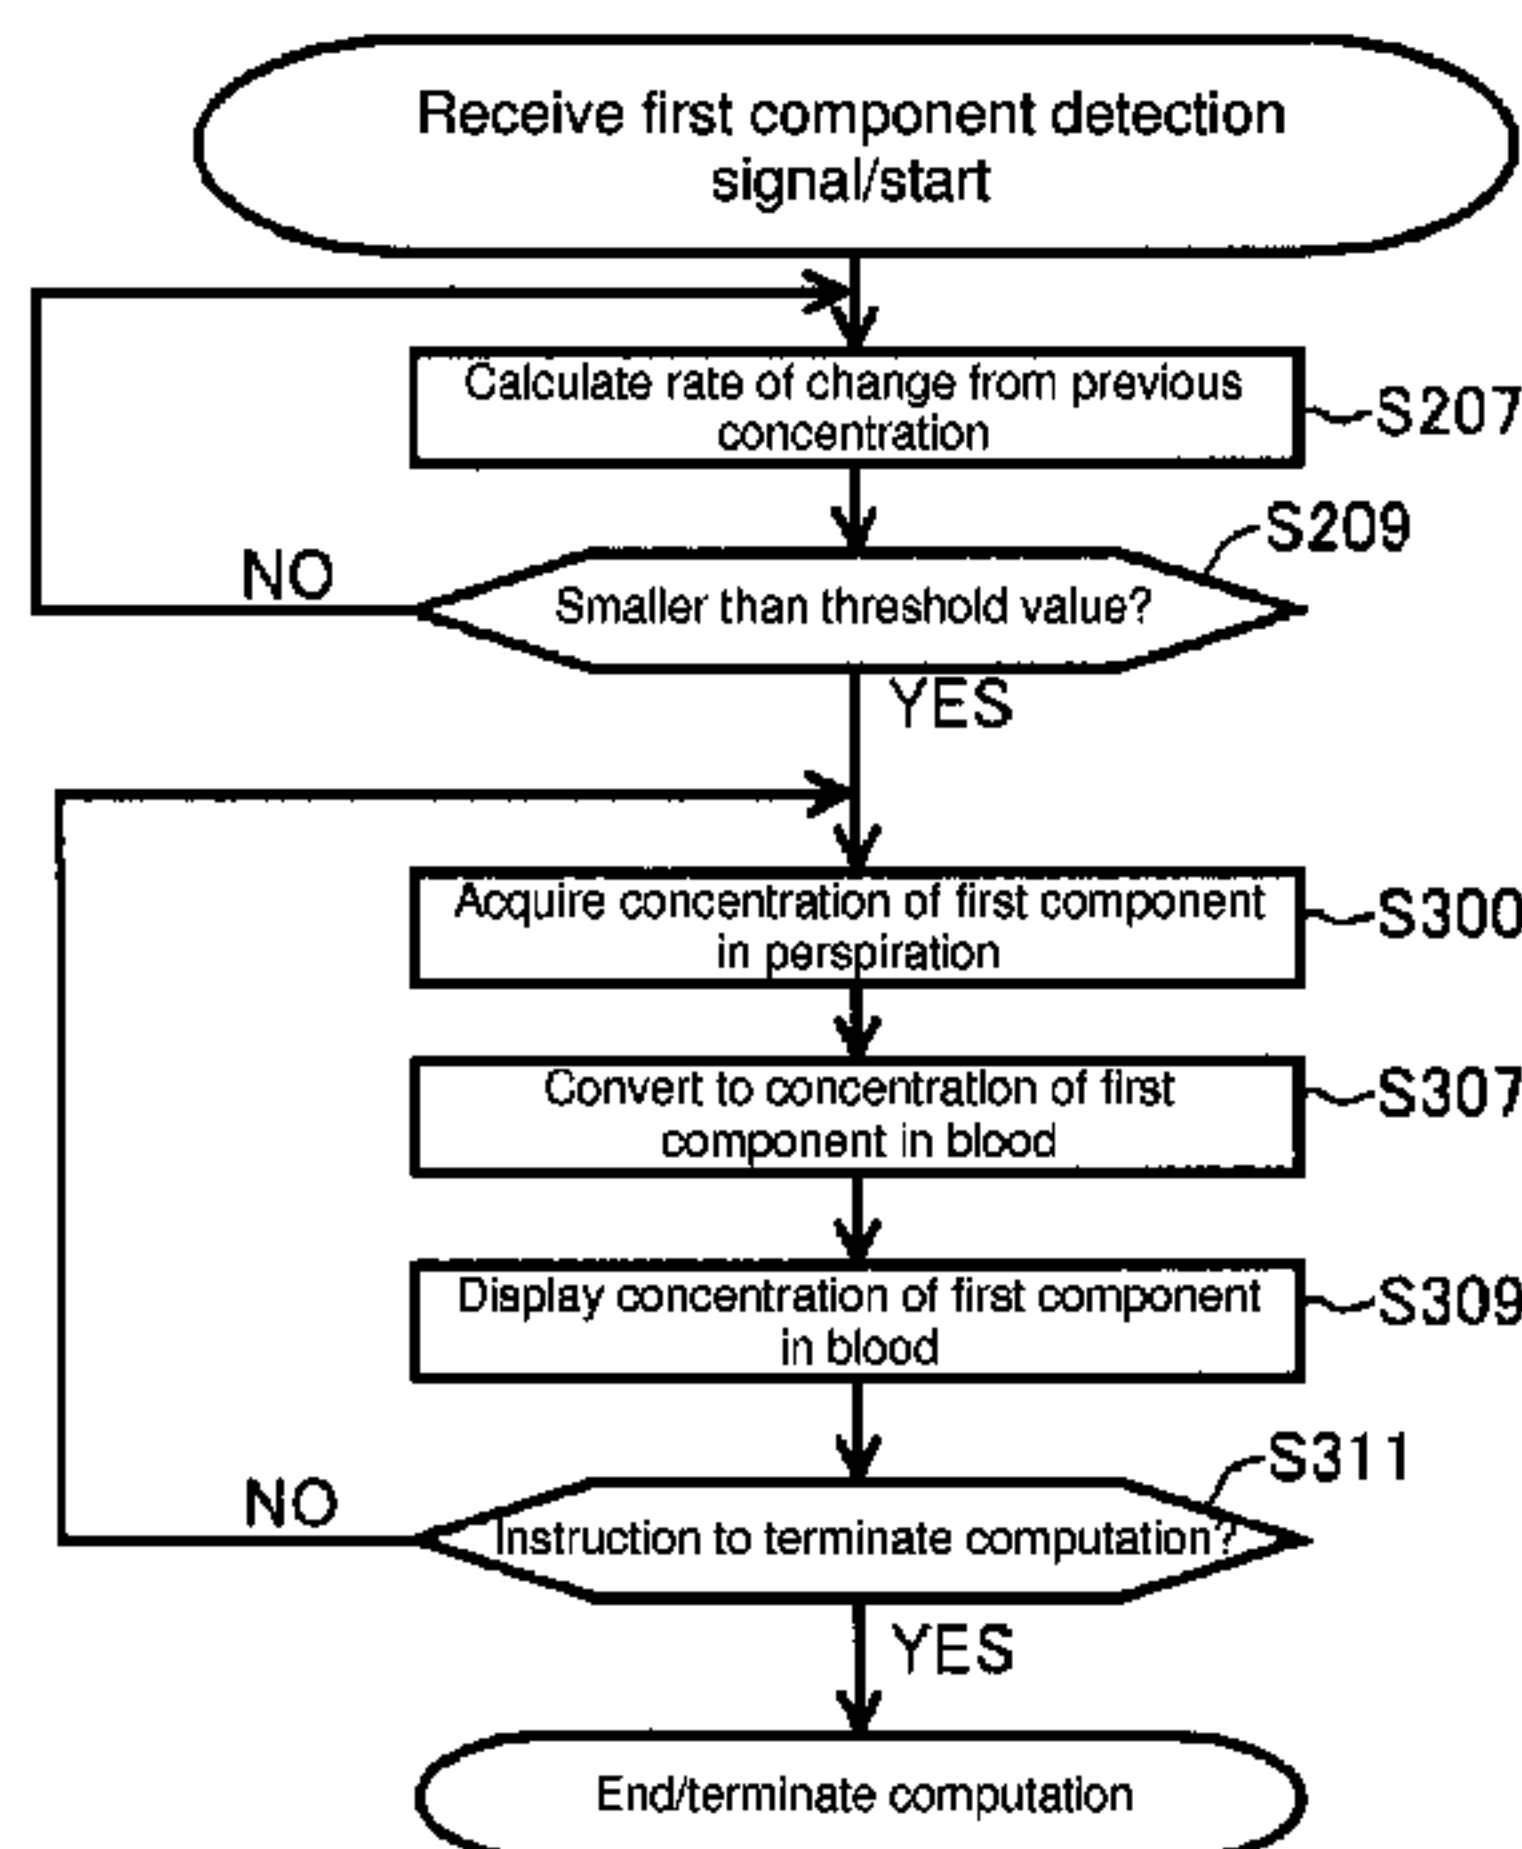 Receive first component detection
signal/start
Calculate rate of change from previous
concentration
S207
S209
NO
Smaller than threshold value?
YES
Acquire concentration of first component
in perspiration
S300
Convert to concentration of first
component in blood
S307
Display concentration of first component
in blood
S309
S311
NO
Instruction to terminate computation?
YES
End/terminate computation